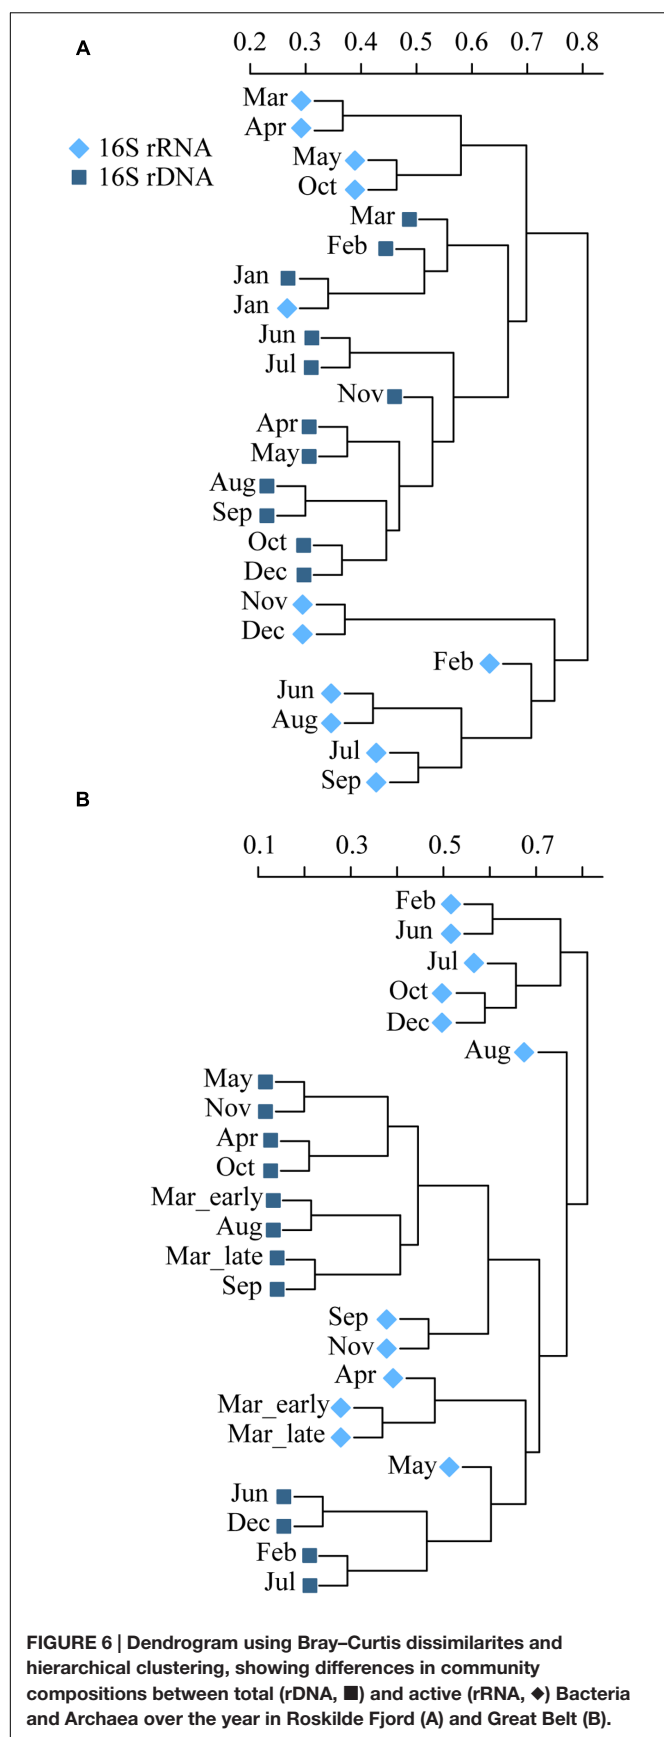 A
0.2 0.3 0.4 0.5 0.6 0.7 0.8
Mar
Apr
16S rRNA
May
16S rDNA
Oct
Mar
Feb
Jan
Jan
Jun
Jul
Nov
Apr
May
Aug
Sep
Oct
Dec
Nov
Dec
Feb
Jun
Aug
Jul
Sep
B
0.1 0.3 0.5 0.7
Feb
Jun
Jul
Oct
Dec
Aug
May
Nov
Apr
Oct
Mar_early
Aug
Mar_late
Sep
Sep
Nov
Apr
Mar_early
Mar_late
May
Jun
Dec
Feb
Jul
FIGURE 6 | Dendrogram using Bray–Curtis dissimilarites and
hierarchical clustering, showing differences in community
compositions between total (rDNA, ■) and active (rRNA, ◆) Bacteria
and Archaea over the year in Roskilde Fjord (A) and Great Belt (B).